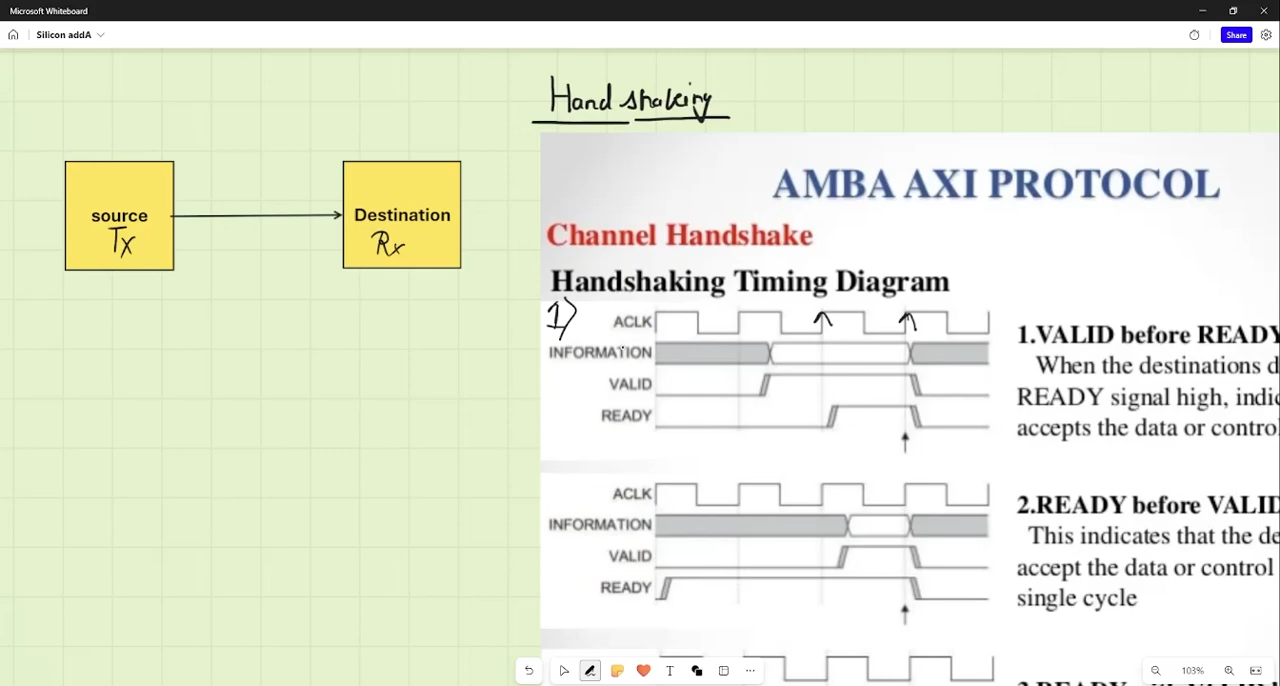 Microsoft Whiteboard
Silicon addA
Share
Hand shaking
source
Tx
Destination
Rx
AMBA AXI PROTOCOL
Channel Handshake
Handshaking Timing Diagram
1)
ACLK
INFORMATION
VALID
READY
1.VALID before READY
When the destinations d
READY signal high, indic
accepts the data or control
ACLK
INFORMATION
VALID
READY
2.READY before VALID
This indicates that the de
accept the data or control
single cycle
T
103%